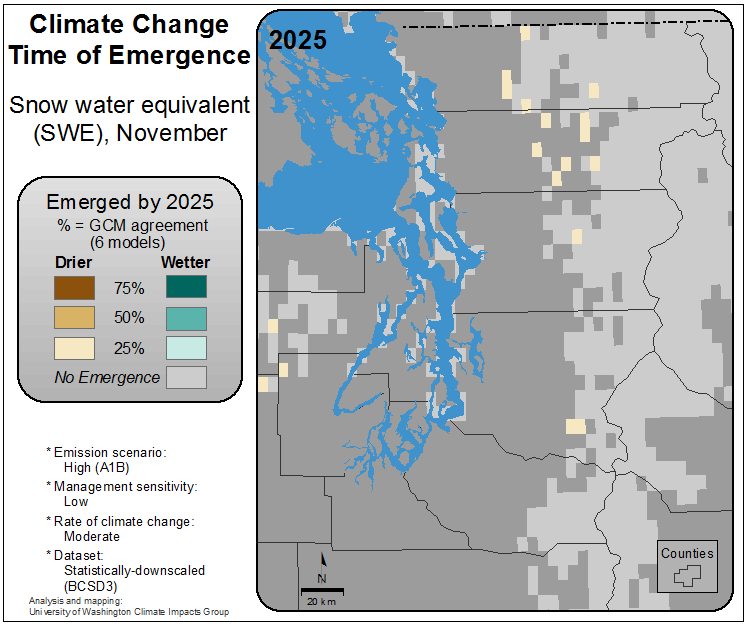 Climate Change
Time of Emergence
Snow water equivalent
(SWE), November
Emerged by 2025
% = GCM agreement
(6 models)
Drier Wetter
75%
50%
25%
No Emergence
* Emission scenario:
High (A1B)
* Management sensitivity:
Low
* Rate of climate change:
Moderate
* Dataset:
Statistically-downscaled
(BCSD3)
Analysis and mapping:
University of Washington Climate Impacts Group
2025
N
20 km
Counties